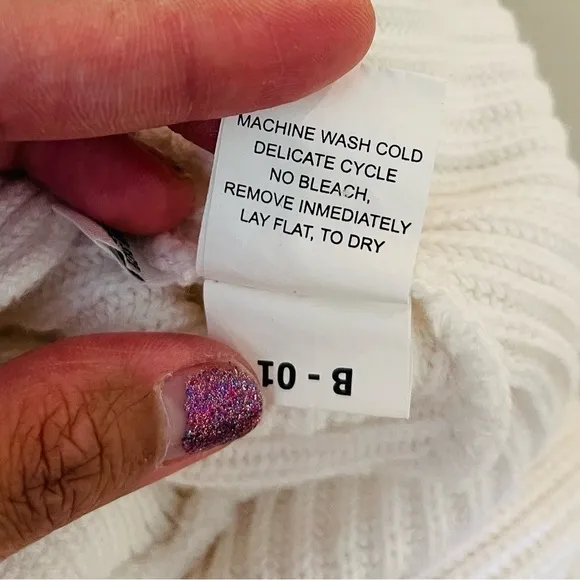 MACHINE WASH COLD
DELICATE CYCLE
NO BLEACH,
REMOVE INMEDIATELY
LAY FLAT, TO DRY
B - 01